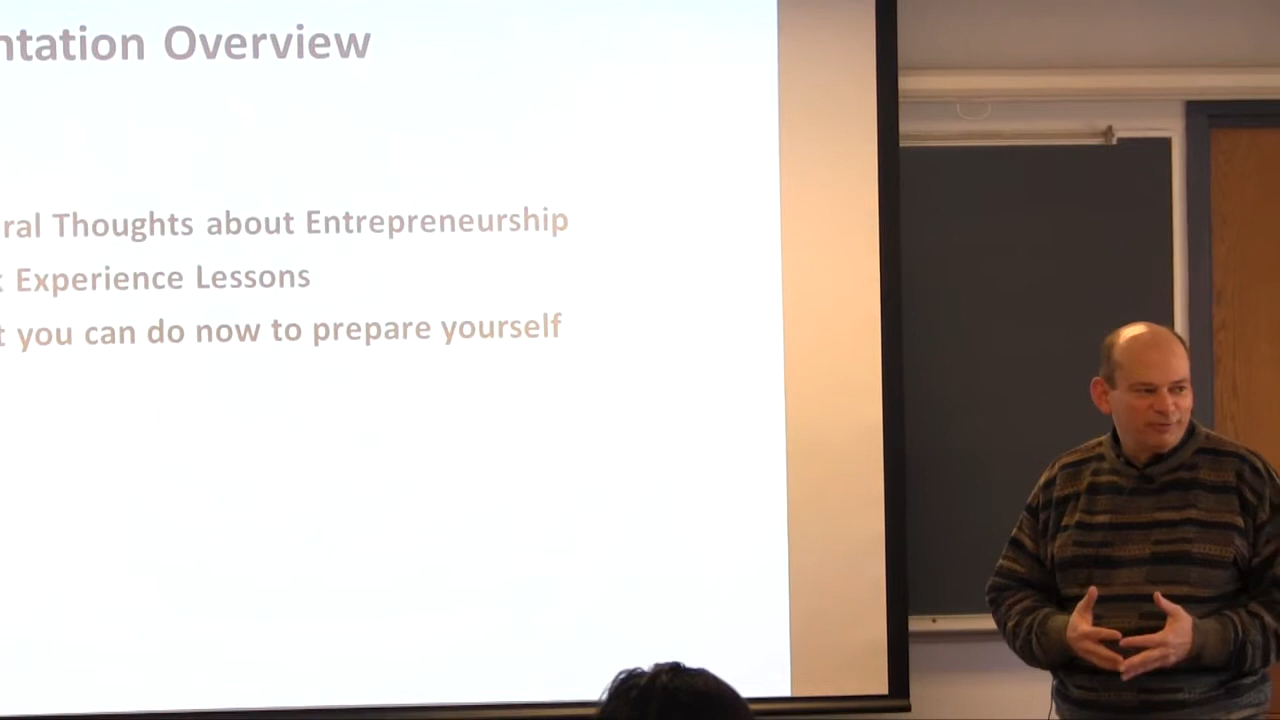 ntation Overview
ral Thoughts about Entrepreneurship
Experience Lessons
t you can do now to prepare yourself